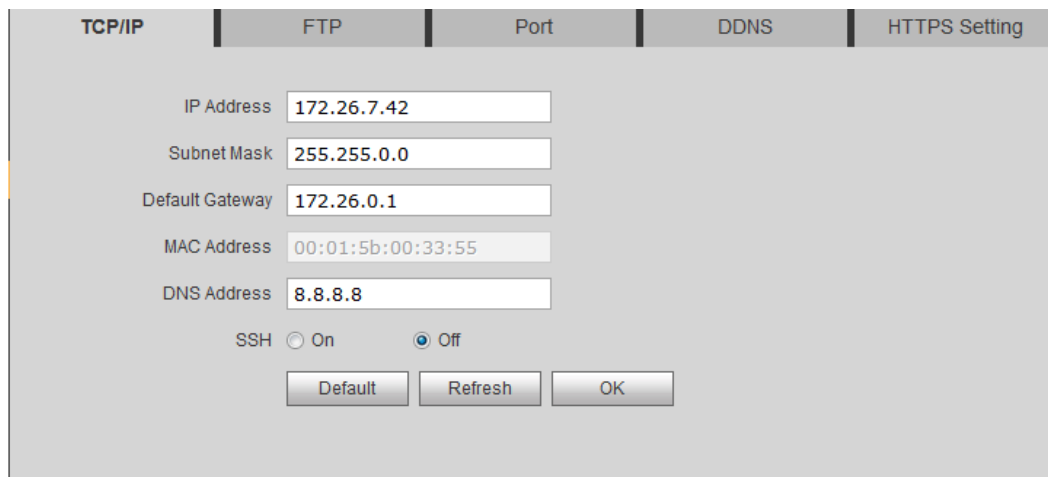 TCP/IP FTP Port DDNS HTTPS Setting
IP Address 172.26.7.42
Subnet Mask 255.255.0.0
Default Gateway 172.26.0.1
MAC Address 00:01:5b:00:33:55
DNS Address 8.8.8.8
SSH On Off
Default Refresh OK